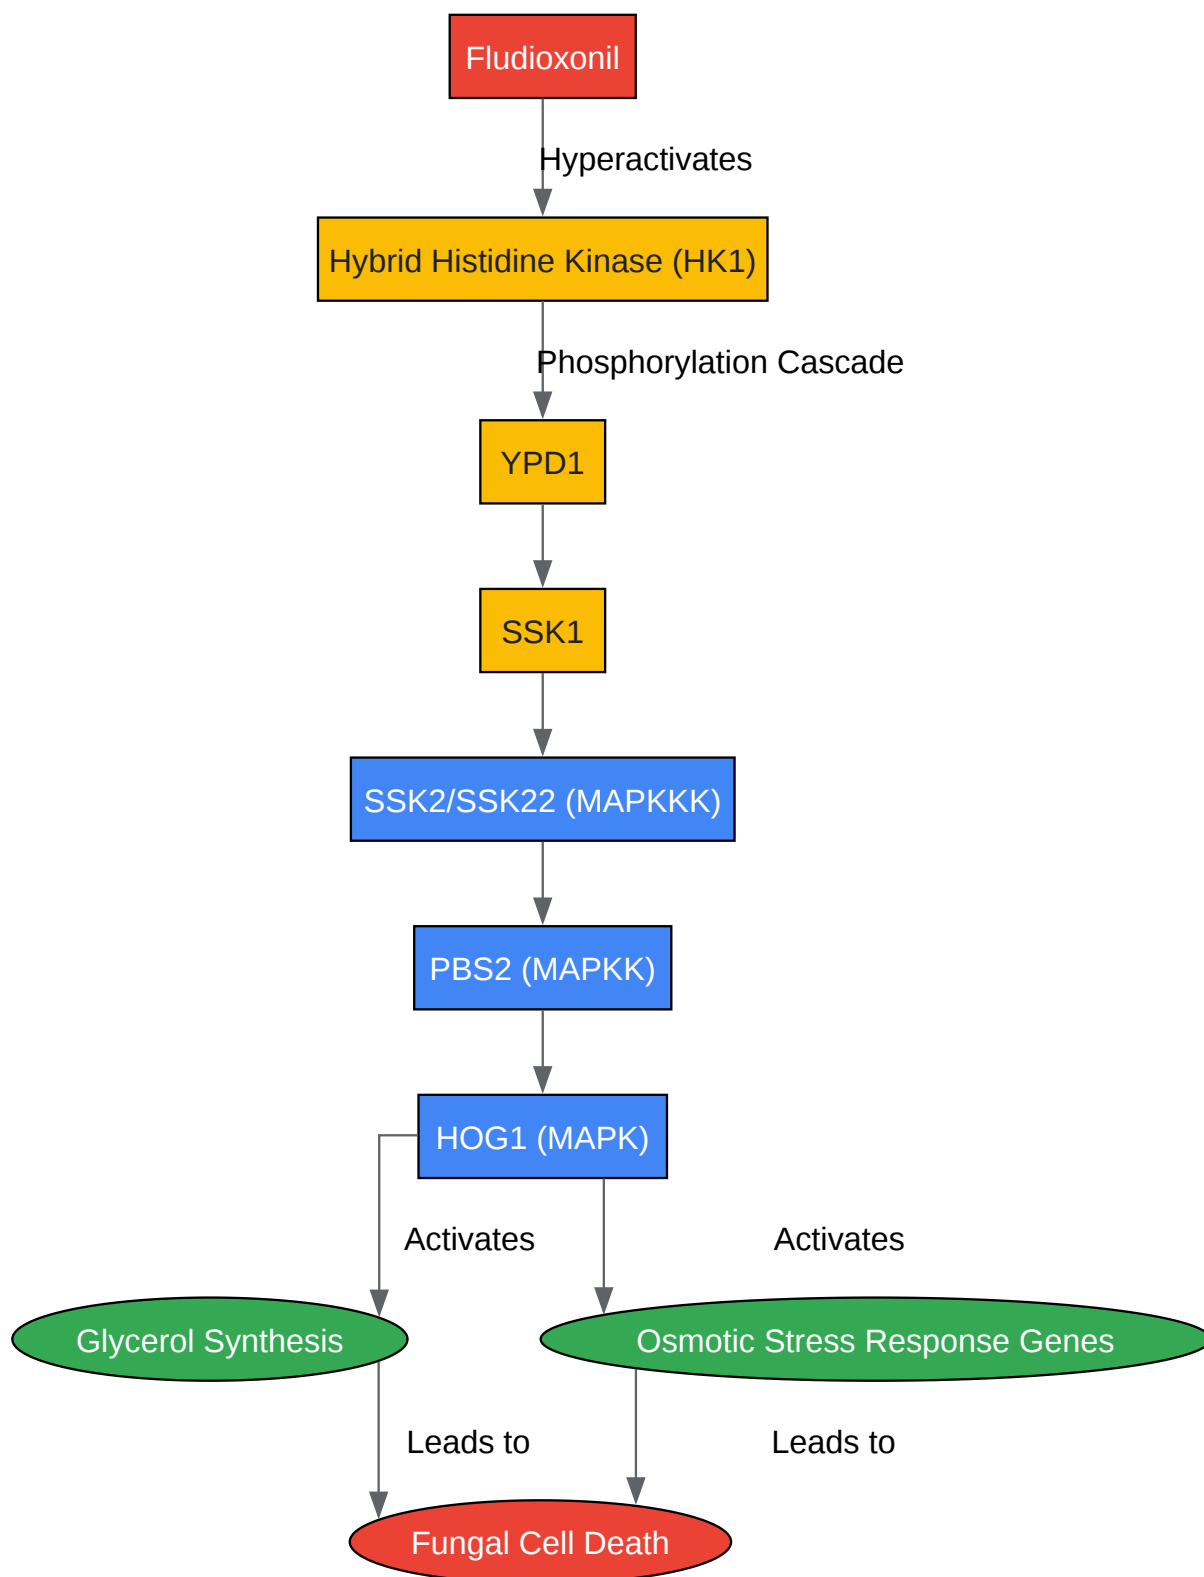 Fludioxonil
Hyperactivates
Hybrid Histidine Kinase (HK1)
Phosphorylation Cascade
YPD1
SSK1
SSK2/SSK22 (MAPKKK)
PBS2 (MAPKK)
HOG1 (MAPK)
Activates
Activates
Glycerol Synthesis
Osmotic Stress Response Genes
Leads to
Leads to
Fungal Cell Death